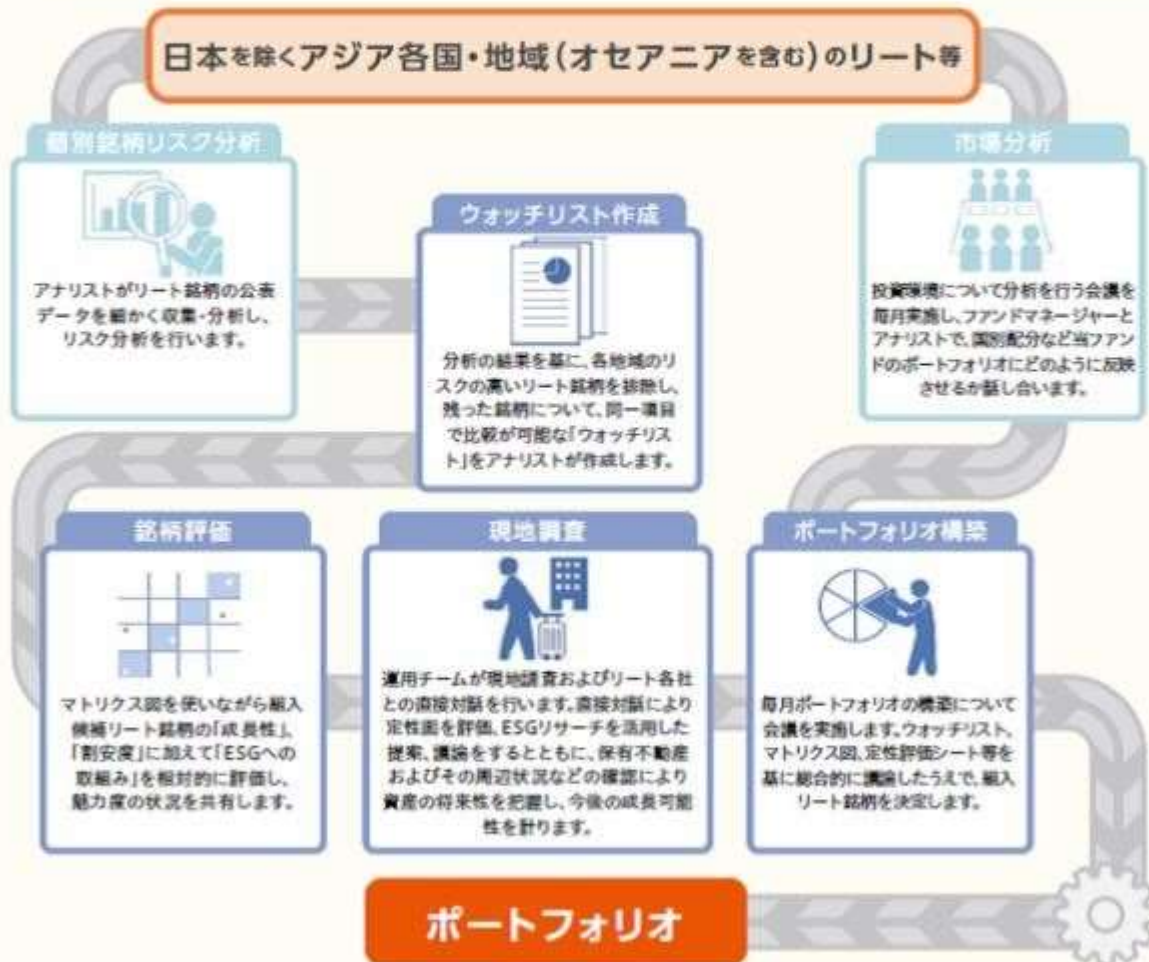 日本を除くアジア各国・地域(オセアニアを含む)のリート等
個別銘柄リスク分析
アナリストがリート銘柄の公表
データを細かく収集・分析し、
リスク分析を行います。
ウォッチリスト作成
分析の結果を基に、各地域のリ
スクの高いリート銘柄を排除し、
残った銘柄について、同一項目
で比較が可能な「ウォッチリス
ト」をアナリストが作成します。
市場分析
投資環境について分析を行う会議を
毎月実施し、ファンドマネージャーと
アナリストで、国別配分など当ファン
ドのポートフォリオにどのように反映
させるか話し合います。
銘柄評価
マトリクス図を使いながら組入
候補リート銘柄の「成長性」、
「割安度」に加えて「ESGへの
取組み」を相対的に評価し、
魅力度の状況を共有します。
現地調査
運用チームが現地調査およびリート各社
との直接対話を行います。直接対話により
定性面を評価、ESGリサーチを活用した
提案、議論をするとともに、保有不動産
およびその周辺状況などの確認により
資産の将来性を把握し、今後の成長可能
性を計ります。
ポートフォリオ構築
毎月ポートフォリオの構築について
会議を実施します。ウォッチリスト、
マトリクス図、定性評価シート等を
基に総合的に議論したうえで、組入
リート銘柄を決定します。
ポートフォリオ